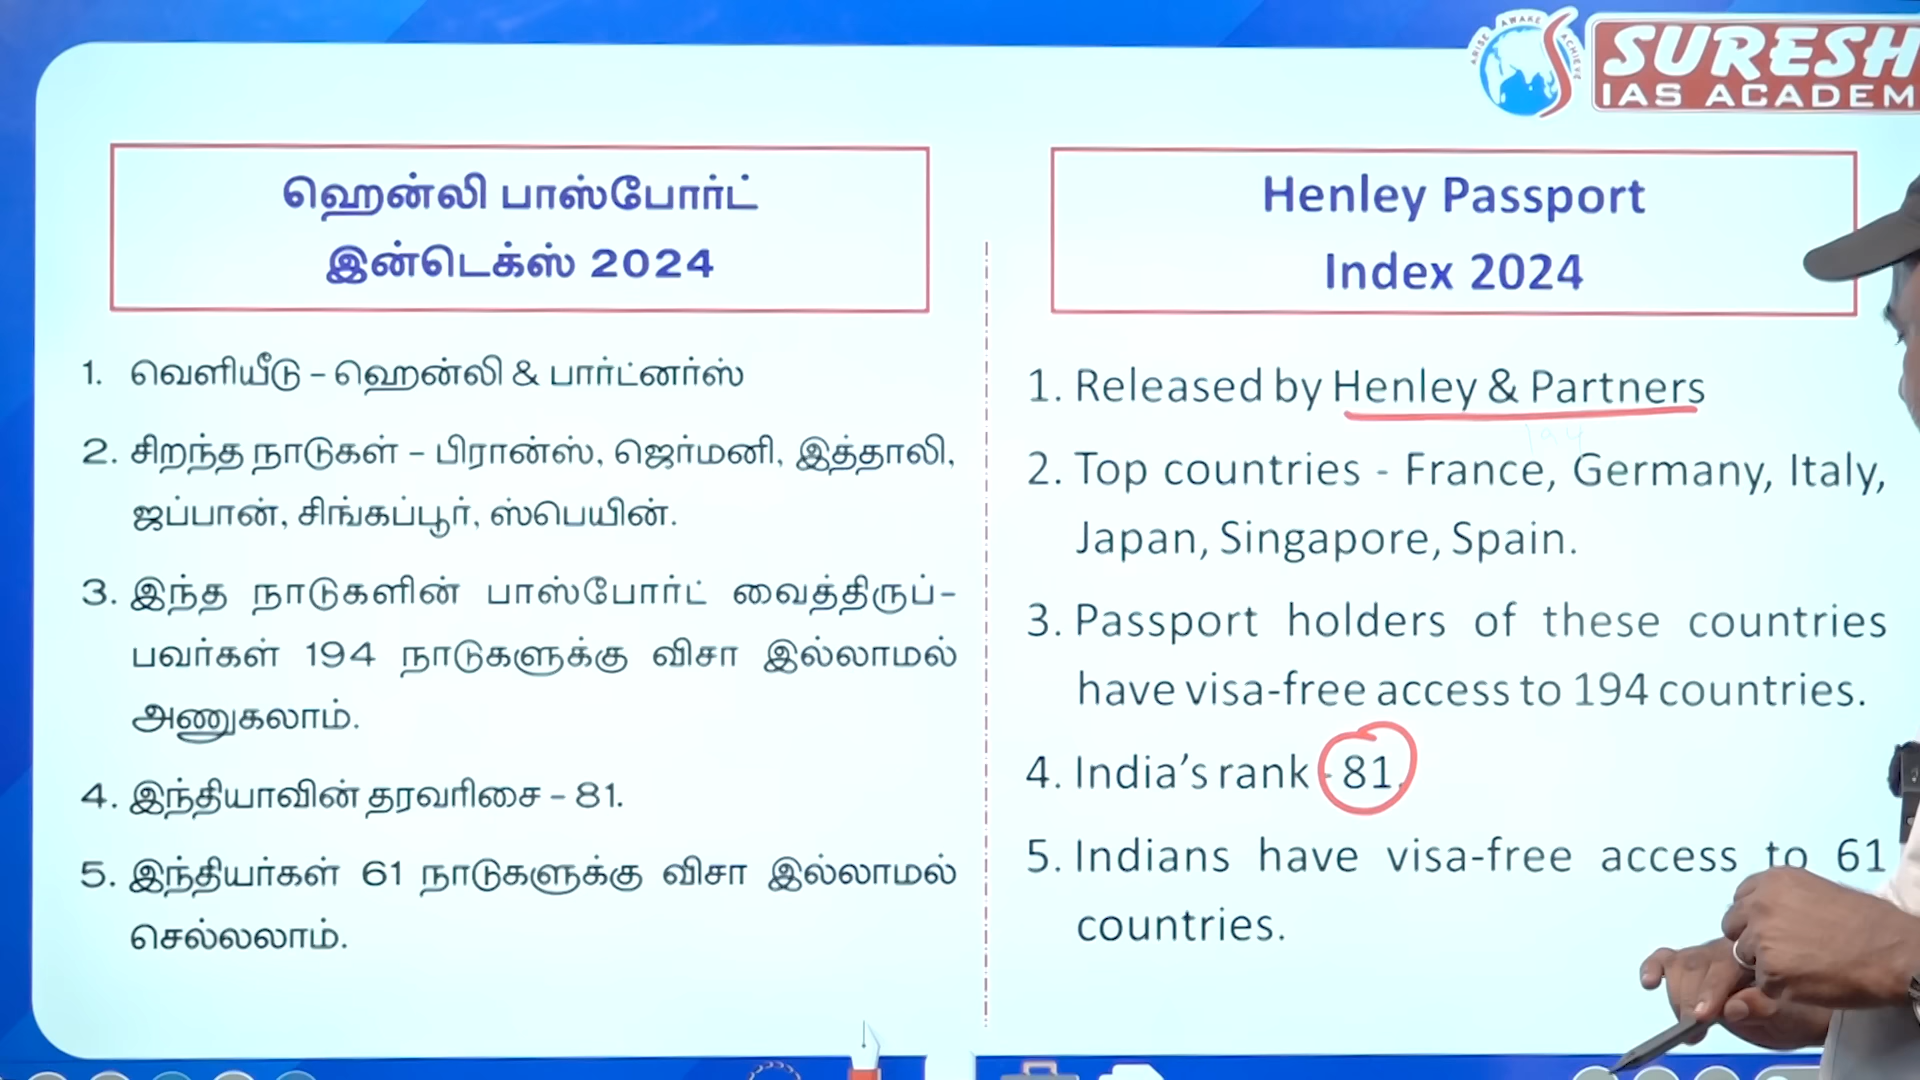 ARISE AWAKE ACHIEVE
SURESH
IAS ACADEM
ஹென்லி பாஸ்போர்ட்
இன்டெக்ஸ் 2024
1. வெளியீடு – ஹென்லி & பார்ட்னர்ஸ்
2. சிறந்த நாடுகள் – பிரான்ஸ், ஜெர்மனி, இத்தாலி,
ஜப்பான், சிங்கப்பூர், ஸ்பெயின்.
3. இந்த நாடுகளின் பாஸ்போர்ட் வைத்திருப்-
பவர்கள் 194 நாடுகளுக்கு விசா இல்லாமல்
அணுகலாம்.
4. இந்தியாவின் தரவரிசை – 81.
5. இந்தியர்கள் 61 நாடுகளுக்கு விசா இல்லாமல்
செல்லலாம்.
Henley Passport
Index 2024
1. Released by Henley & Partners
2. Top countries - France, Germany, Italy,
Japan, Singapore, Spain.
3. Passport holders of these countries
have visa-free access to 194 countries.
4. India's rank - 81.
5. Indians have visa-free access to 61
countries.